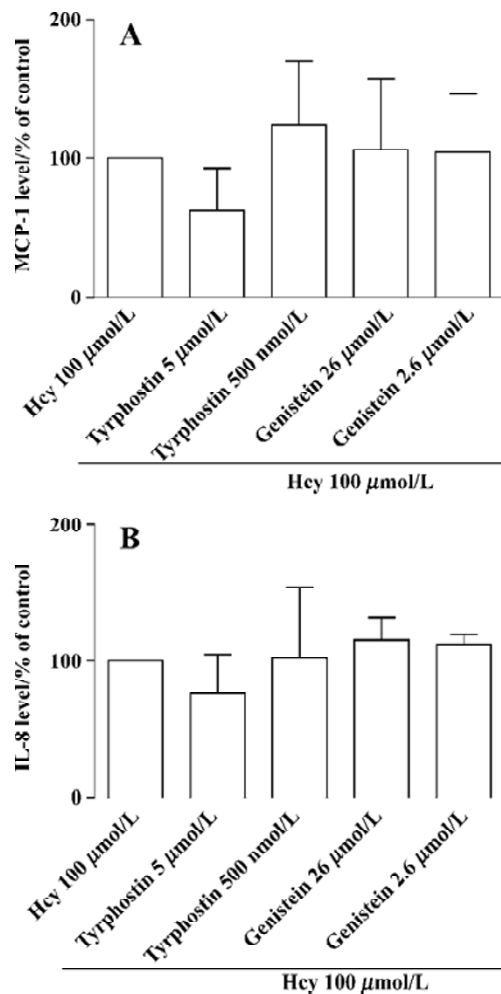 200
A
MCP-1 level/% of control
100
0
Hcy 100 μmol/L
Tyrphostin 5 μmol/L
Tyrphostin 500 nmol/L
Genistein 26 μmol/L
Genistein 2.6 μmol/L
Hcy 100 μmol/L
200
B
IL-8 level/% of control
100
0
Hcy 100 μmol/L
Tyrphostin 5 μmol/L
Tyrphostin 500 nmol/L
Genistein 26 μmol/L
Genistein 2.6 μmol/L
Hcy 100 μmol/L